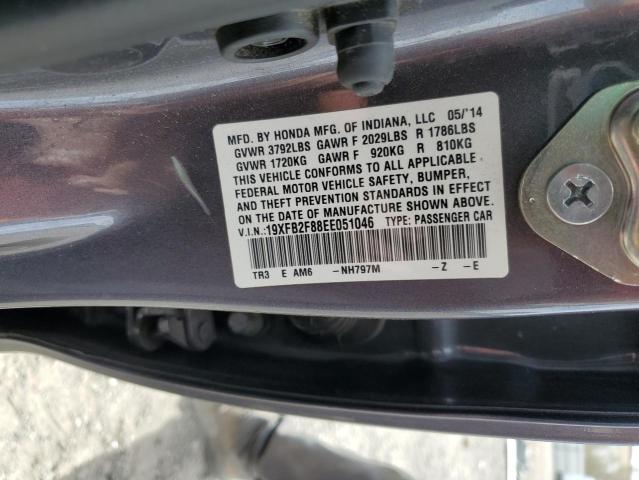 MFD. BY HONDA MFG. OF INDIANA, LLC 05/'14
GVWR 3792LBS GAWR F 2029LBS R 1786LBS
GVWR 1720KG GAWR F 920KG R 810KG
THIS VEHICLE CONFORMS TO ALL APPLICABLE
FEDERAL MOTOR VEHICLE SAFETY, BUMPER,
AND THEFT PREVENTION STANDARDS IN EFFECT
ON THE DATE OF MANUFACTURE SHOWN ABOVE
V.I.N.:19XFB2F88EE051046 TYPE: PASSENGER CAR
TR3 E AM6 -NH797M -Z -E